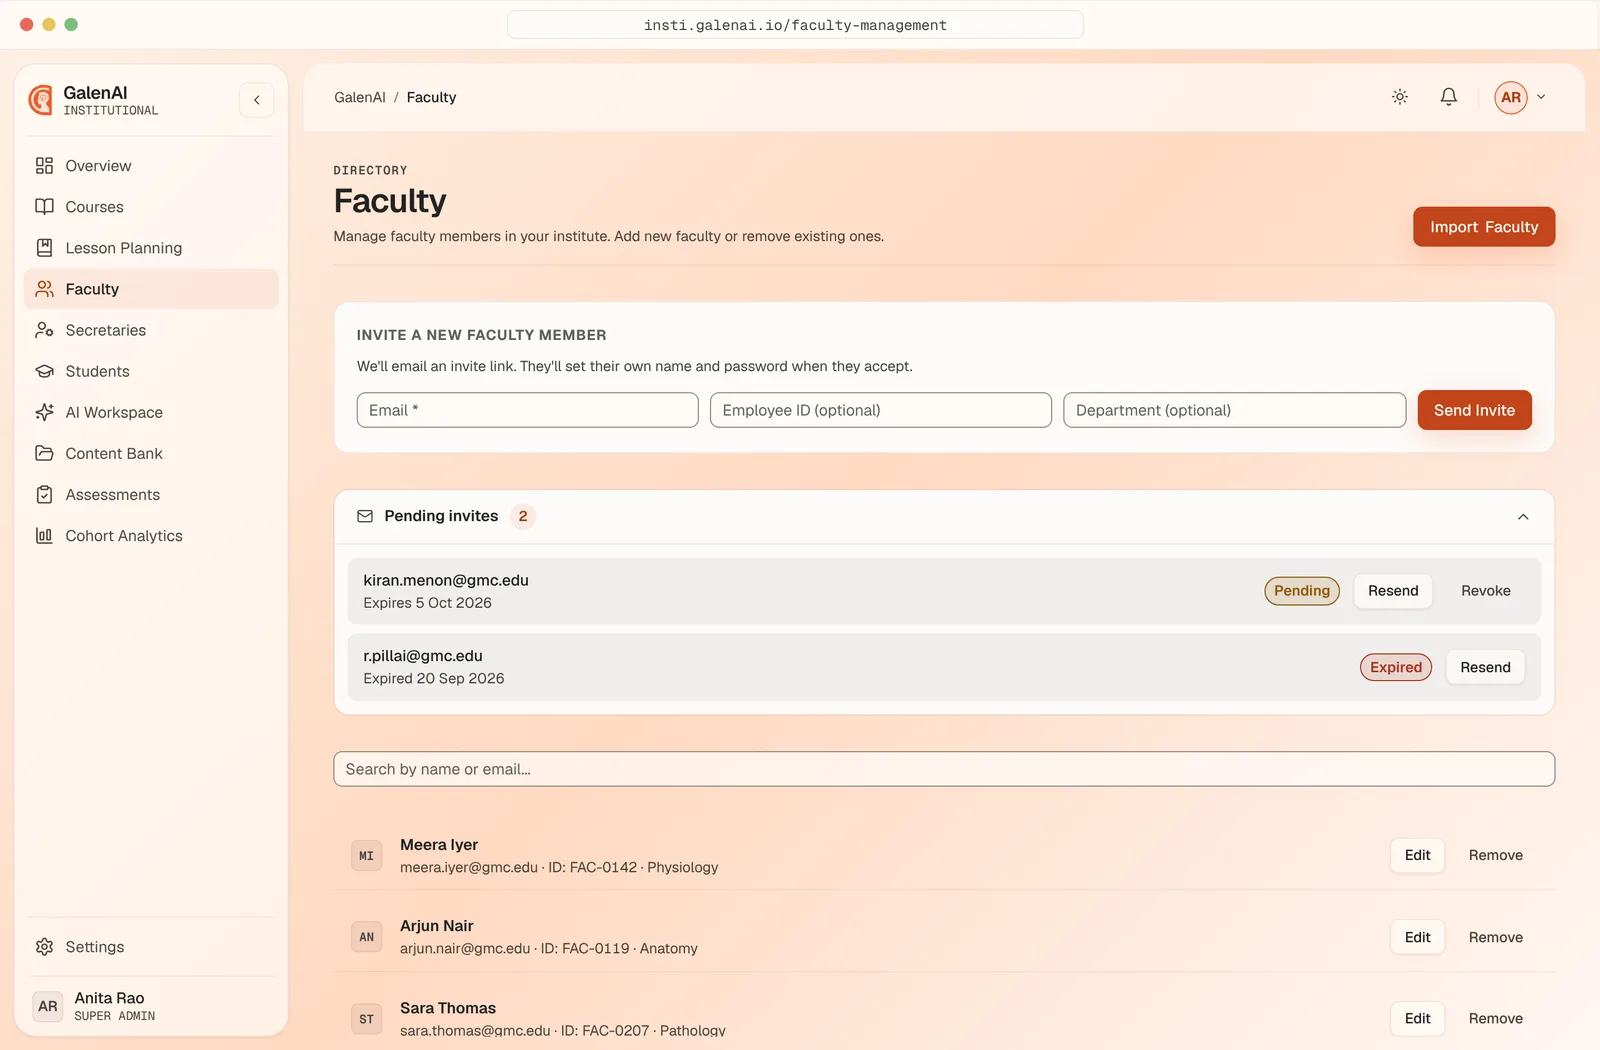 insti.galenai.io/faculty-management
GalenAI
INSTITUTIONAL
Overview
Courses
Lesson Planning
Faculty
Secretaries
Students
AI Workspace
Content Bank
Assessments
Cohort Analytics
Settings
AR
Anita Rao
SUPER ADMIN
GalenAI / Faculty
AR
DIRECTORY
Faculty
Manage faculty members in your institute. Add new faculty or remove existing ones.
Import Faculty
INVITE A NEW FACULTY MEMBER
We'll email an invite link. They'll set their own name and password when they accept.
Email *
Employee ID (optional)
Department (optional)
Send Invite
Pending invites 2
kiran.menon@gmc.edu
Expires 5 Oct 2026
Pending
Resend
Revoke
r.pillai@gmc.edu
Expired 20 Sep 2026
Expired
Resend
Search by name or email...
MI
Meera Iyer
meera.iyer@gmc.edu · ID: FAC-0142 · Physiology
Edit
Remove
AN
Arjun Nair
arjun.nair@gmc.edu · ID: FAC-0119 · Anatomy
Edit
Remove
ST
Sara Thomas
sara.thomas@gmc.edu · ID: FAC-0207 · Pathology
Edit
Remove